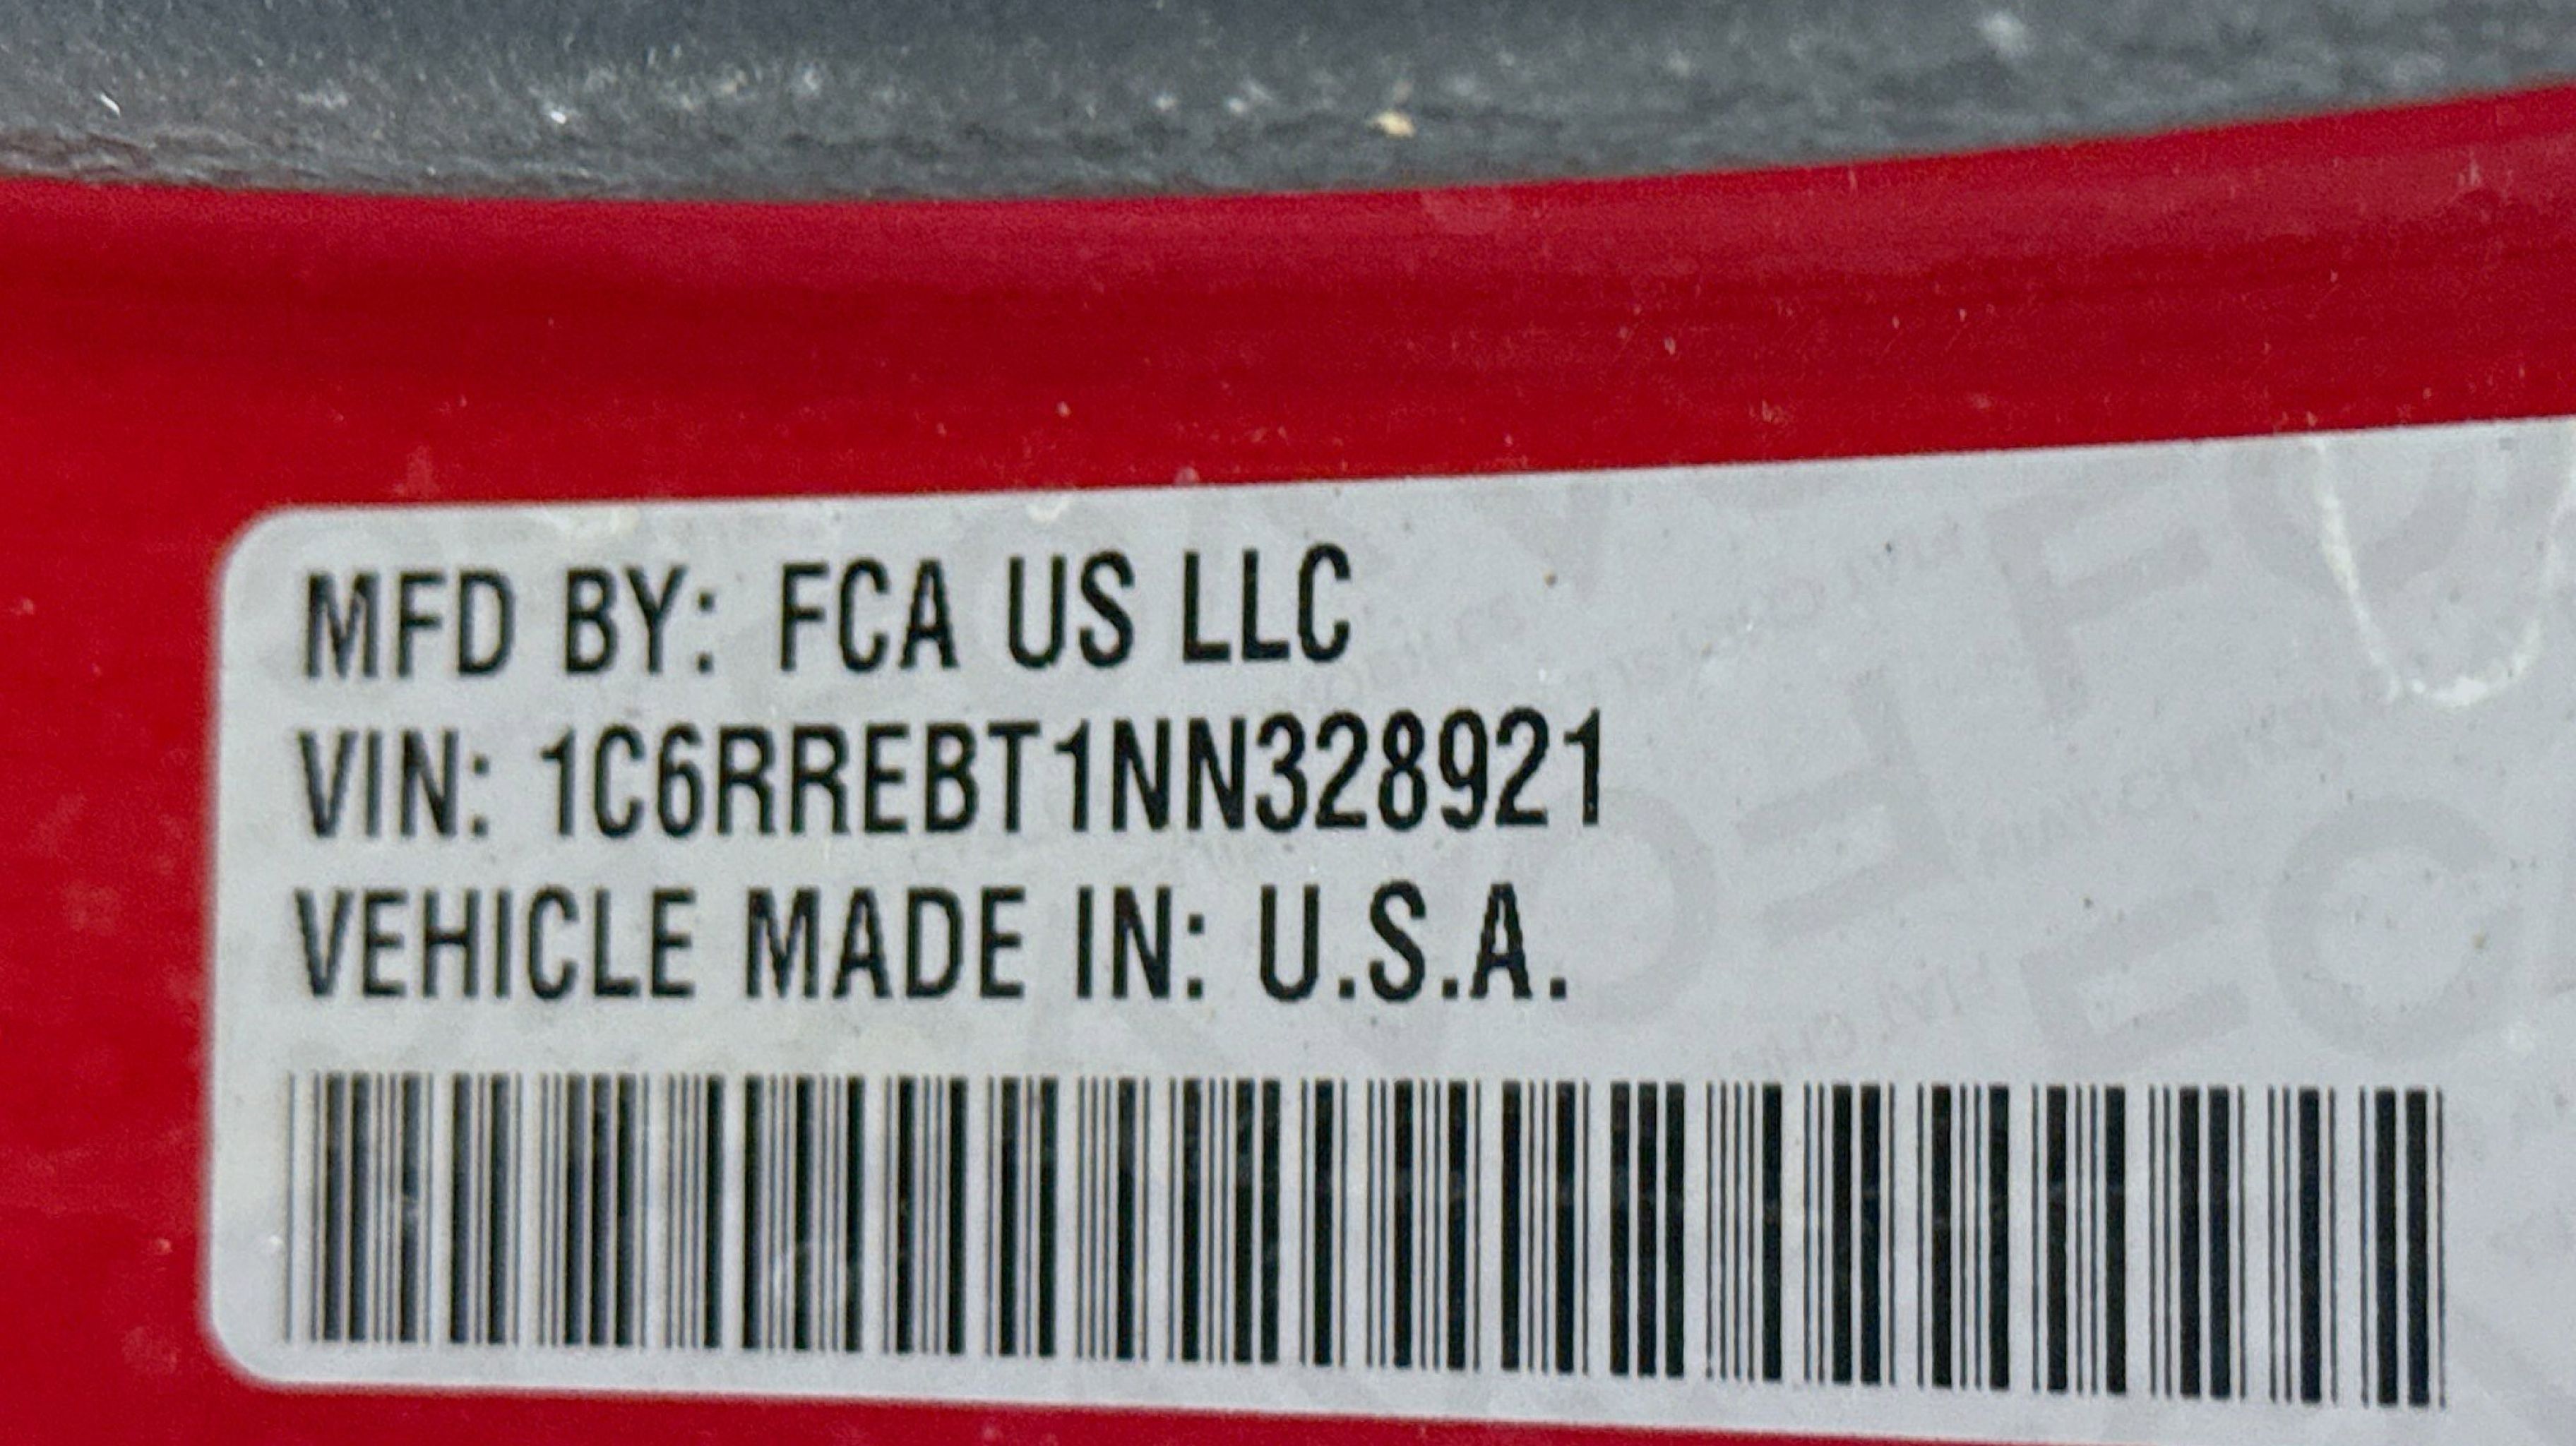 MFD BY: FCA US LLC
VIN: 1C6RREBT1NN328921
VEHICLE MADE IN: U.S.A.